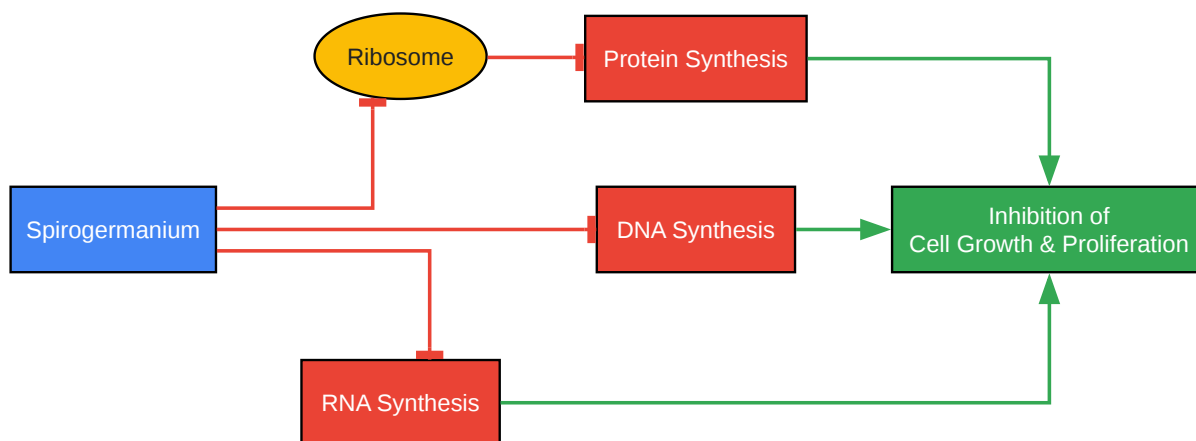 Ribosome
Protein Synthesis
Spirogermanium
DNA Synthesis
Inhibition of
Cell Growth & Proliferation
RNA Synthesis